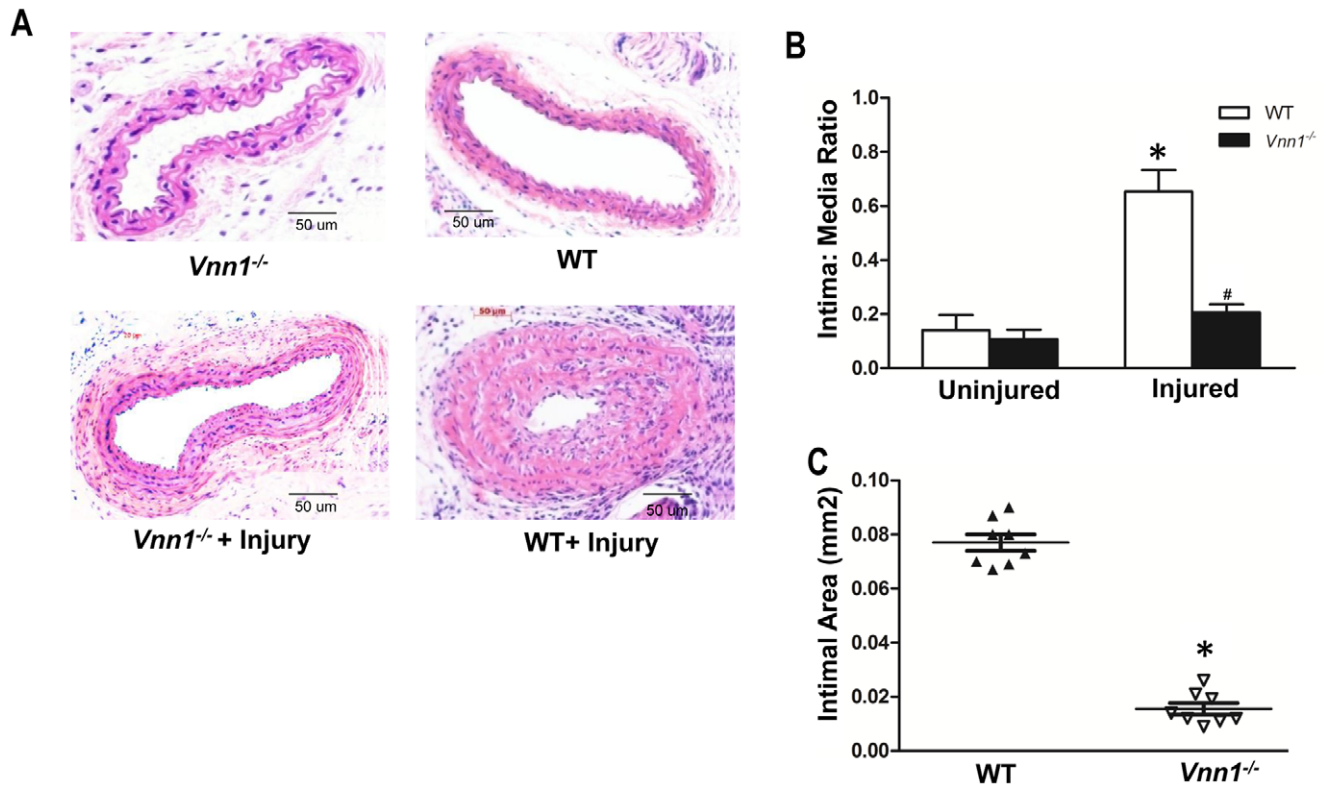 A
50 um
Vnn1-/-
50 um
WT
50 um
Vnn1-/- + Injury
50 µm
50 um
WT+ Injury
B
Intima: Media Ratio
1.0
0.8
0.6
0.4
0.2
0.0
*
#
WT
Vnn1-/-
Uninjured
Injured
C
Intimal Area (mm2)
0.10
0.08
0.06
0.04
0.02
0.00
*
WT
Vnn1-/-